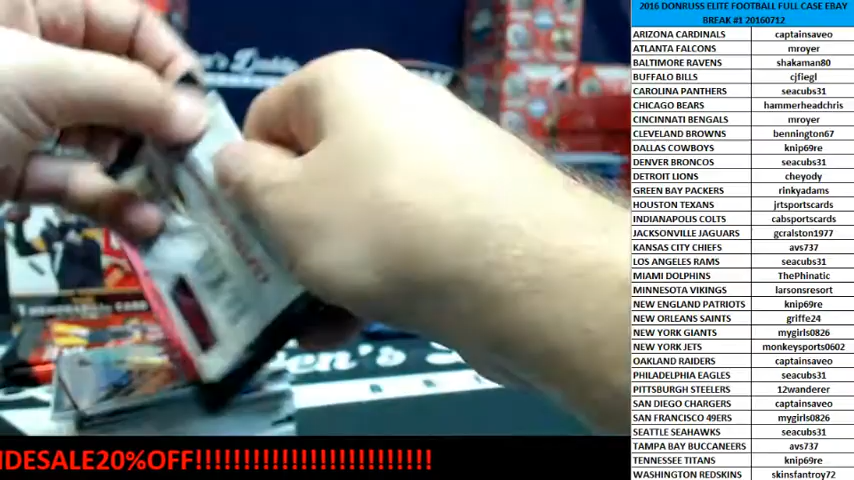 2016 DONRUSS ELITE FOOTBALL FULL CASE EBAY
BREAK #1 20160712
ARIZONA CARDINALS captainsaveo
ATLANTA FALCONS mroyer
BALTIMORE RAVENS shakaman80
BUFFALO BILLS cjfiegl
CAROLINA PANTHERS seacubs31
CHICAGO BEARS hammerheadchris
CINCINNATI BENGALS mroyer
CLEVELAND BROWNS bennington67
DALLAS COWBOYS knip69re
DENVER BRONCOS seacubs31
DETROIT LIONS cheyody
GREEN BAY PACKERS rinkyadams
HOUSTON TEXANS jrtsportscards
INDIANAPOLIS COLTS cabsportscards
JACKSONVILLE JAGUARS gcralston1977
KANSAS CITY CHIEFS avs737
LOS ANGELES RAMS seacubs31
MIAMI DOLPHINS ThePhinatic
MINNESOTA VIKINGS larsonsresort
NEW ENGLAND PATRIOTS knip69re
NEW ORLEANS SAINTS griffe24
NEW YORK GIANTS mygirls0826
NEW YORK JETS monkeysports0602
OAKLAND RAIDERS captainsaveo
PHILADELPHIA EAGLES seacubs31
PITTSBURGH STEELERS 12wanderer
SAN DIEGO CHARGERS captainsaveo
SAN FRANCISCO 49ERS mygirls0826
SEATTLE SEAHAWKS seacubs31
TAMPA BAY BUCCANEERS avs737
TENNESSEE TITANS knip69re
WASHINGTON REDSKINS skinsfantroy72
IDESALE20%OFF!!!!!!!!!!!!!!!!!!!!!!!!!!!!